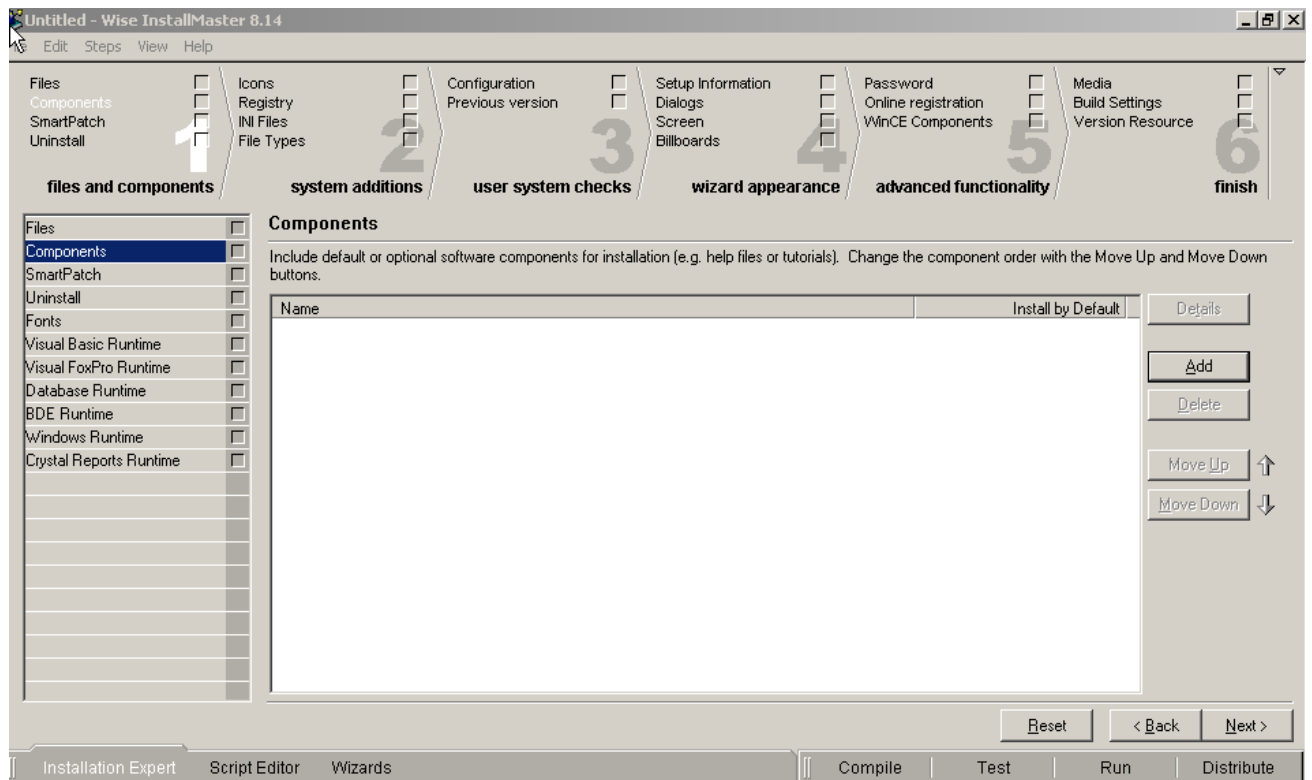 Untitled - Wise InstallMaster 8.14
Edit Steps View Help
Files
Components
SmartPatch
Uninstall
1
files and components
Icons
Registry
INI Files
File Types
2
system additions
Configuration
Previous version
3
user system checks
Setup Information
Dialogs
Screen
Billboards
4
wizard appearance
Password
Online registration
WinCE Components
5
advanced functionality
Media
Build Settings
Version Resource
6
finish
Files
Components
SmartPatch
Uninstall
Fonts
Visual Basic Runtime
Visual FoxPro Runtime
Database Runtime
BDE Runtime
Windows Runtime
Crystal Reports Runtime
Components
Include default or optional software components for installation (e.g. help files or tutorials). Change the component order with the Move Up and Move Down
buttons.
Name Install by Default
Details
Add
Delete
Move Up
Move Down
Reset < Back Next >
Installation Expert Script Editor Wizards Compile Test Run Distribute